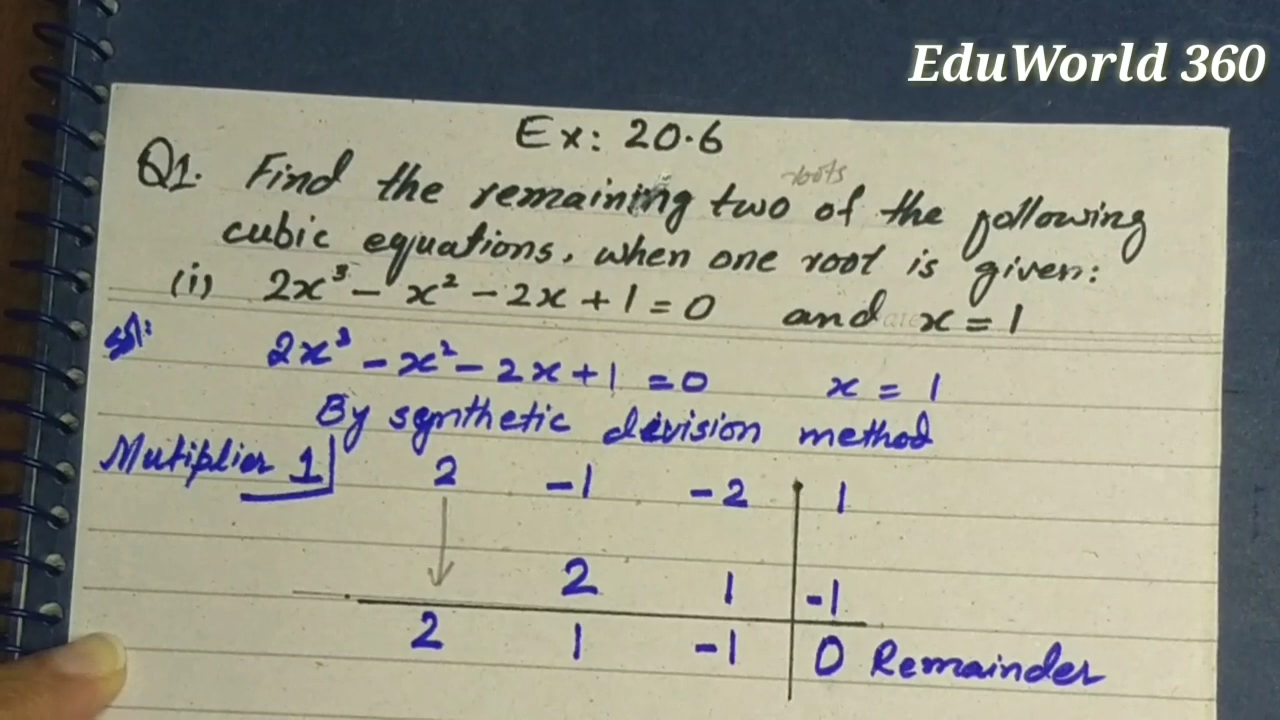 EduWorld 360
Ex: 20.6
Q1. Find the remaining two roots of the following
cubic equations, when one root is given:
(i) 2x³ - x² - 2x + 1 = 0 and x = 1
Sol:
2x³ - x² - 2x + 1 = 0 x = 1
By synthetic division method
Mutiplier 1 2 -1 -2 1
2 1 -1
2 1 -1 0 Remainder